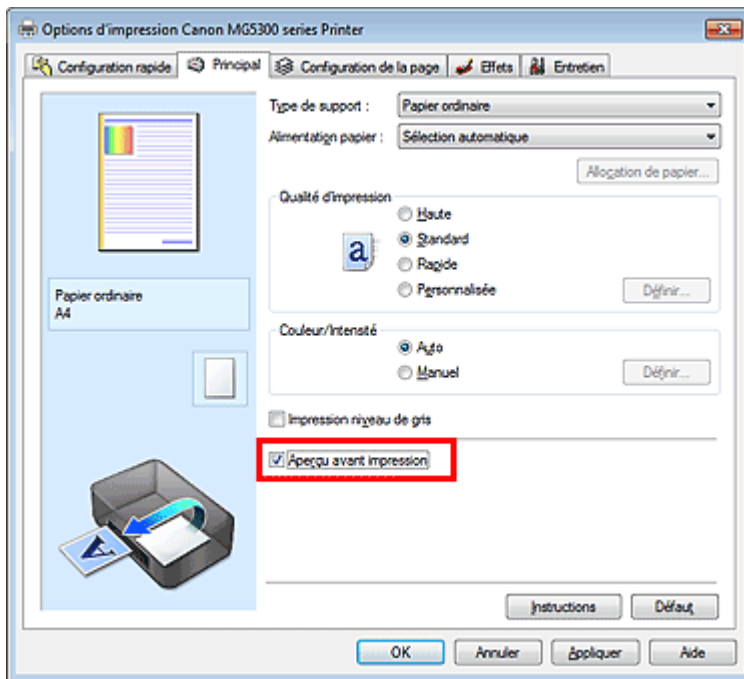 Options d'impression Canon MG5300 series Printer
Configuration rapide Principal Configuration de la page Effets Entretien
Type de support : Papier ordinaire
Alimentation papier : Sélection automatique
Allocation de papier...
Qualité d'impression
Haute
a Standard
Rapide
Personnalisée Définir...
Papier ordinaire
A4
Couleur/Intensité
Auto
Manuel Définir...
Impression niveau de gris
Aperçu avant impression
A
Instructions Défaut
OK Annuler Appliquer Aide